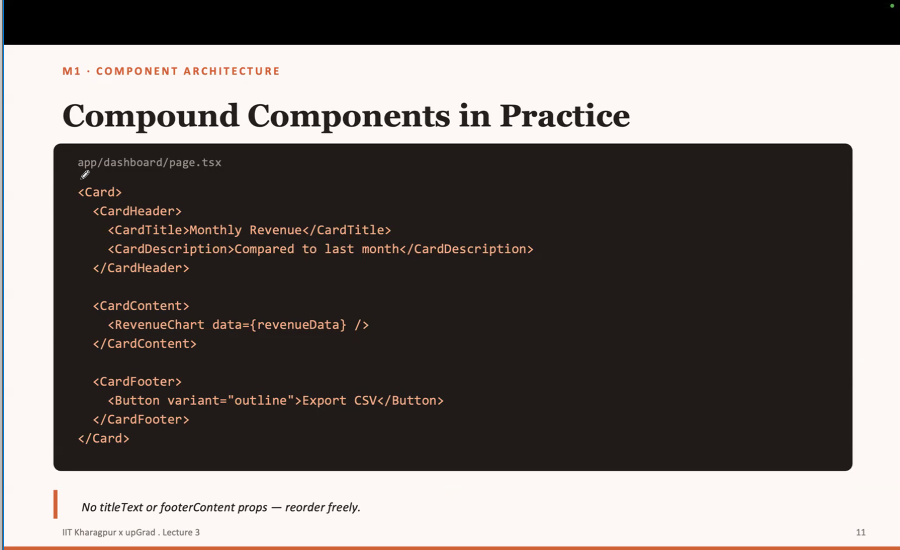 M1 · COMPONENT ARCHITECTURE
Compound Components in Practice
app/dashboard/page.tsx
<Card>
  <CardHeader>
    <CardTitle>Monthly Revenue</CardTitle>
    <CardDescription>Compared to last month</CardDescription>
  </CardHeader>

  <CardContent>
    <RevenueChart data={revenueData} />
  </CardContent>

  <CardFooter>
    <Button variant="outline">Export CSV</Button>
  </CardFooter>
</Card>
No titleText or footerContent props — reorder freely.
IIT Kharagpur x upGrad . Lecture 3
11